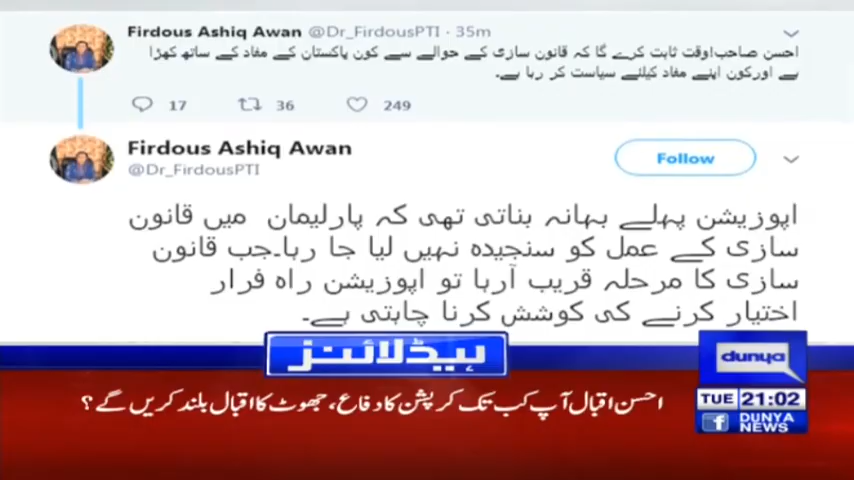 Firdous Ashiq Awan @Dr_FirdousPTI · 35m
احسن صاحب!وقت ثابت کرے گا کہ قانون سازی کے حوالے سے کون پاکستان کے مفاد کے ساتھ کھڑا
ہے اورکون اپنے مفاد کیلئے سیاست کر رہا ہے۔
17 36 249
Firdous Ashiq Awan
@Dr_FirdousPTI
Follow
اپوزیشن پہلے بہانہ بناتی تھی کہ پارلیمان میں قانون
سازی کے عمل کو سنجیدہ نہیں لیا جا رہا۔جب قانون
سازی کا مرحلہ قریب آرہا تو اپوزیشن راہ فرار
اختیار کرنے کی کوشش کرنا چاہتی ہے۔
ہیڈلائنز
dunya
احسن اقبال آپ کب تک کرپشن کا دفاع، جھوٹ کا اقبال بلند کریں گے؟
TUE 21:02
f DUNYA
NEWS